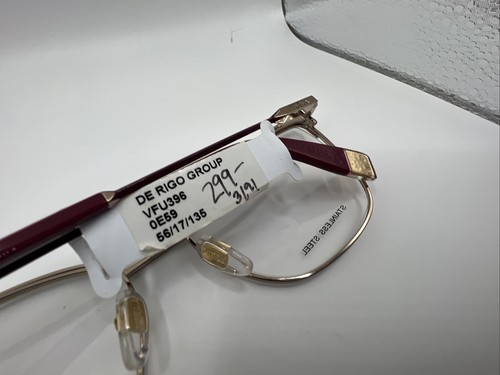 DE RIGO GROUP
VFU396
0E59
56/17/135
299-
3191
STAINLESS STEEL